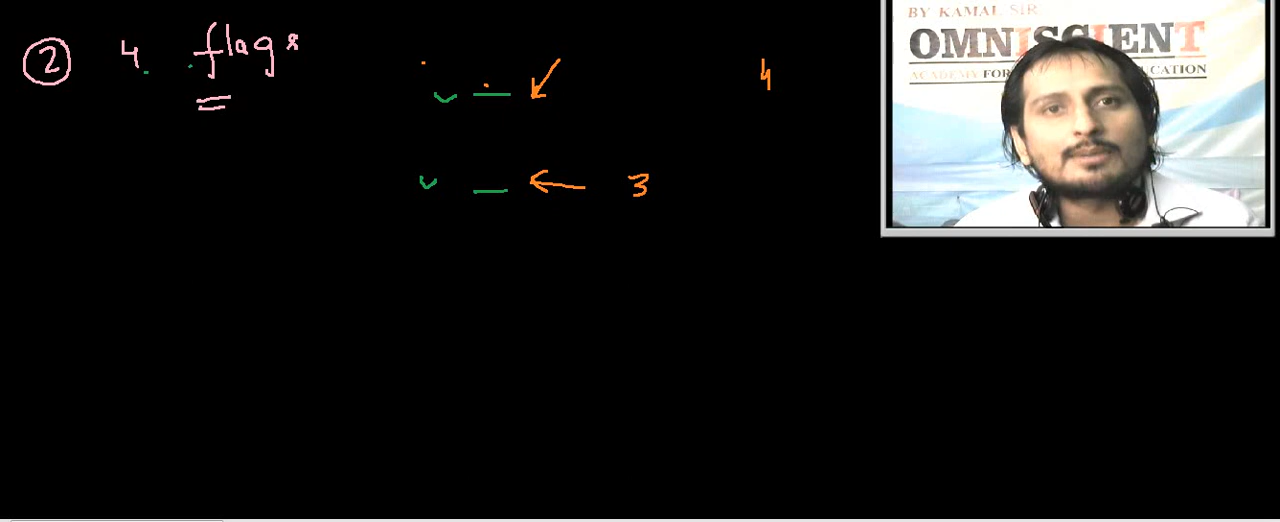 ② 4. flags
4
3
BY KAMAL SIR
OMNISCIENT
ACADEMY FOR
CATION